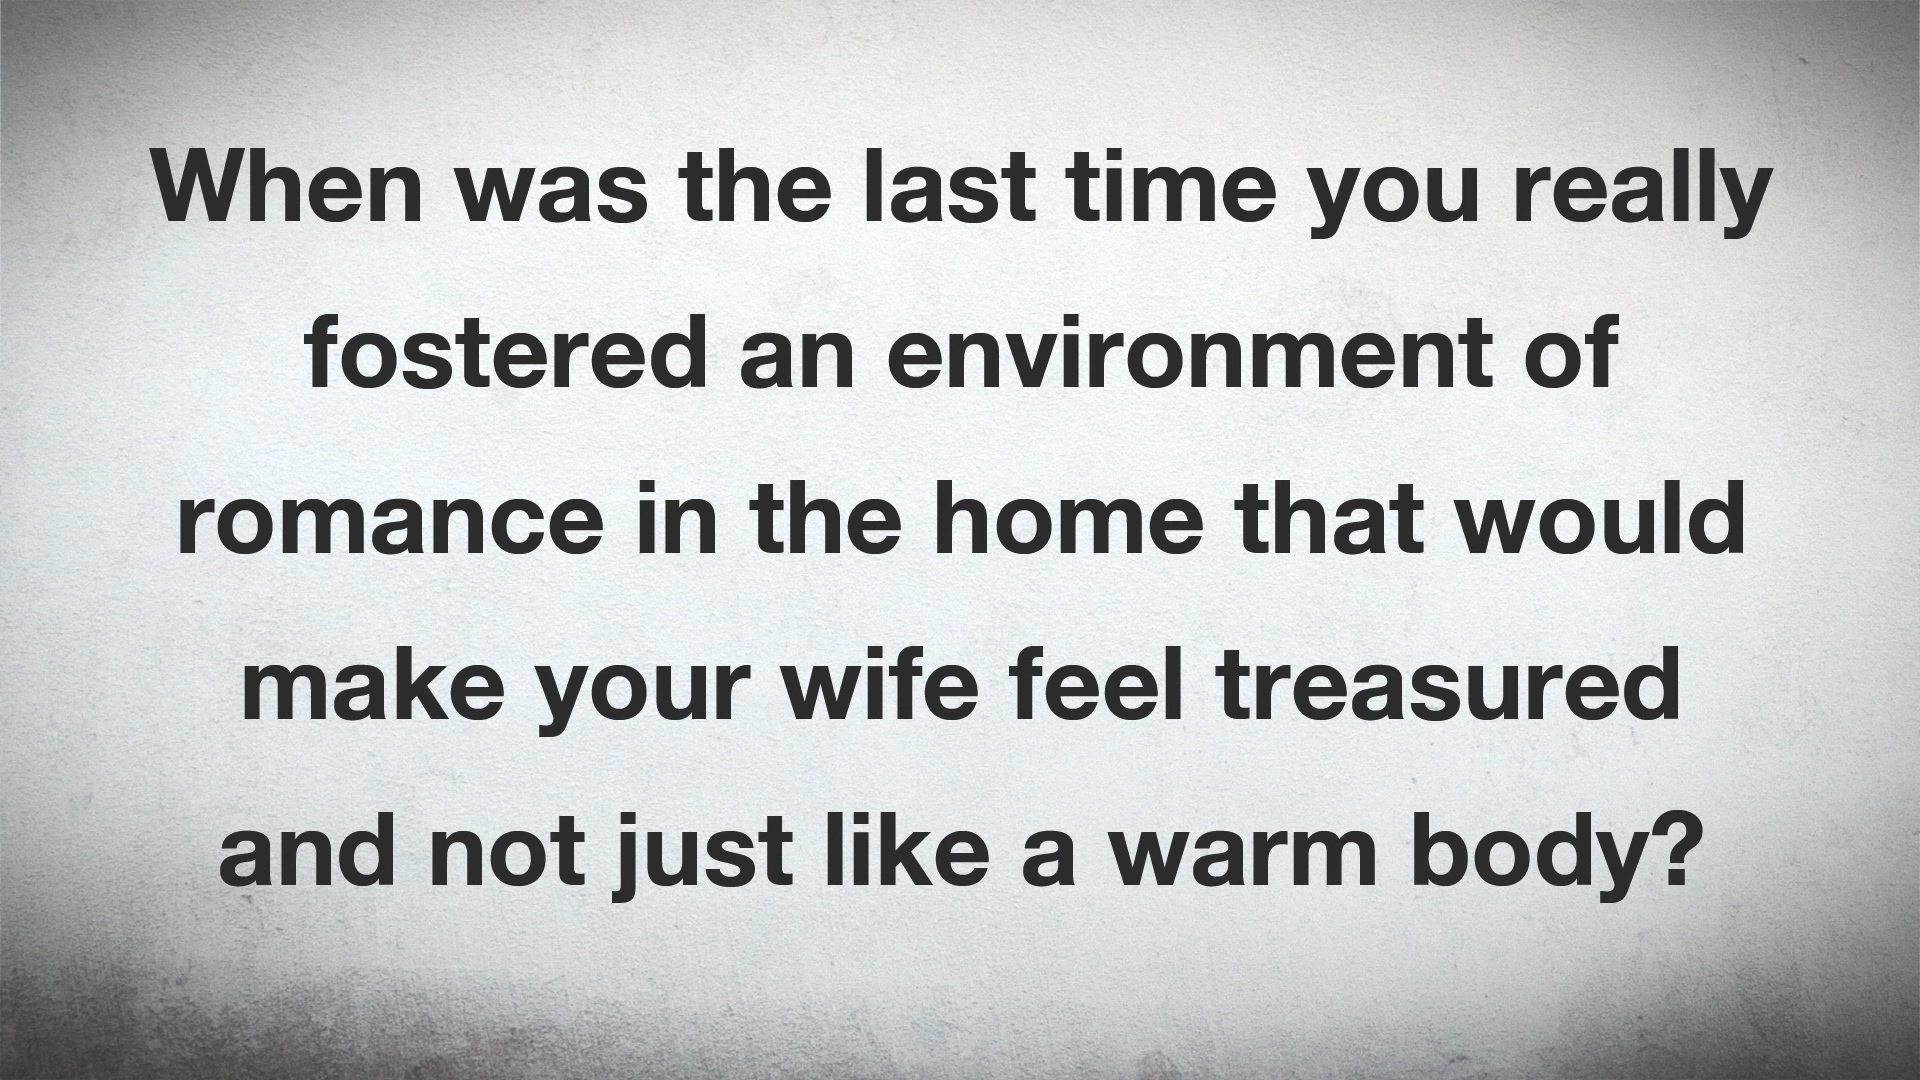 When was the last time you really
fostered an environment of
romance in the home that would
make your wife feel treasured
and not just like a warm body?